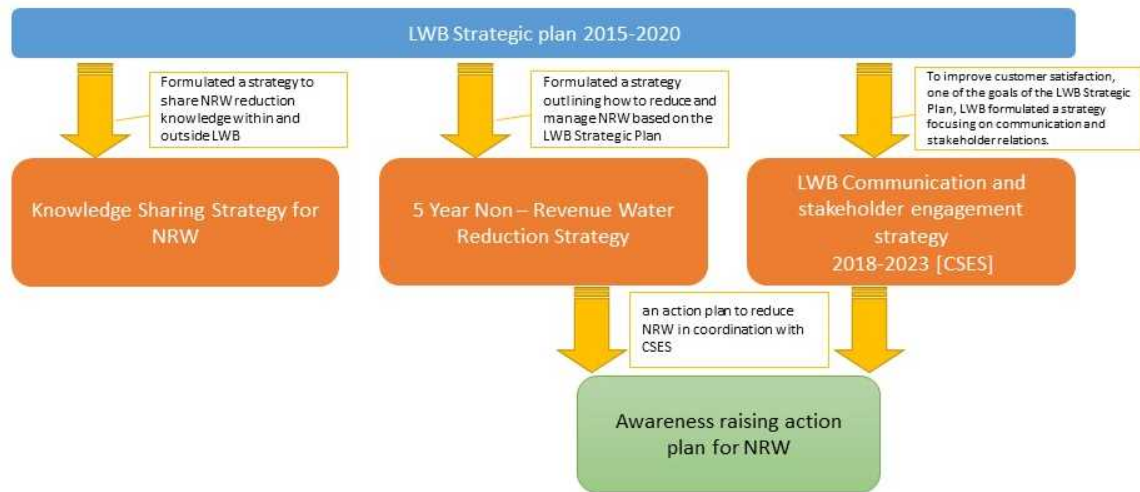 LWB Strategic plan 2015-2020
Formulated a strategy to
share NRW reduction
knowledge within and
outside LWB
Formulated a strategy
outlining how to reduce and
manage NRW based on the
LWB Strategic Plan
To improve customer satisfaction,
one of the goals of the LWB Strategic
Plan, LWB formulated a strategy
focusing on communication and
stakeholder relations.
Knowledge Sharing Strategy for
NRW
5 Year Non – Revenue Water
Reduction Strategy
LWB Communication and
stakeholder engagement
strategy
2018-2023 [CSES]
an action plan to reduce
NRW in coordination with
CSES
Awareness raising action
plan for NRW